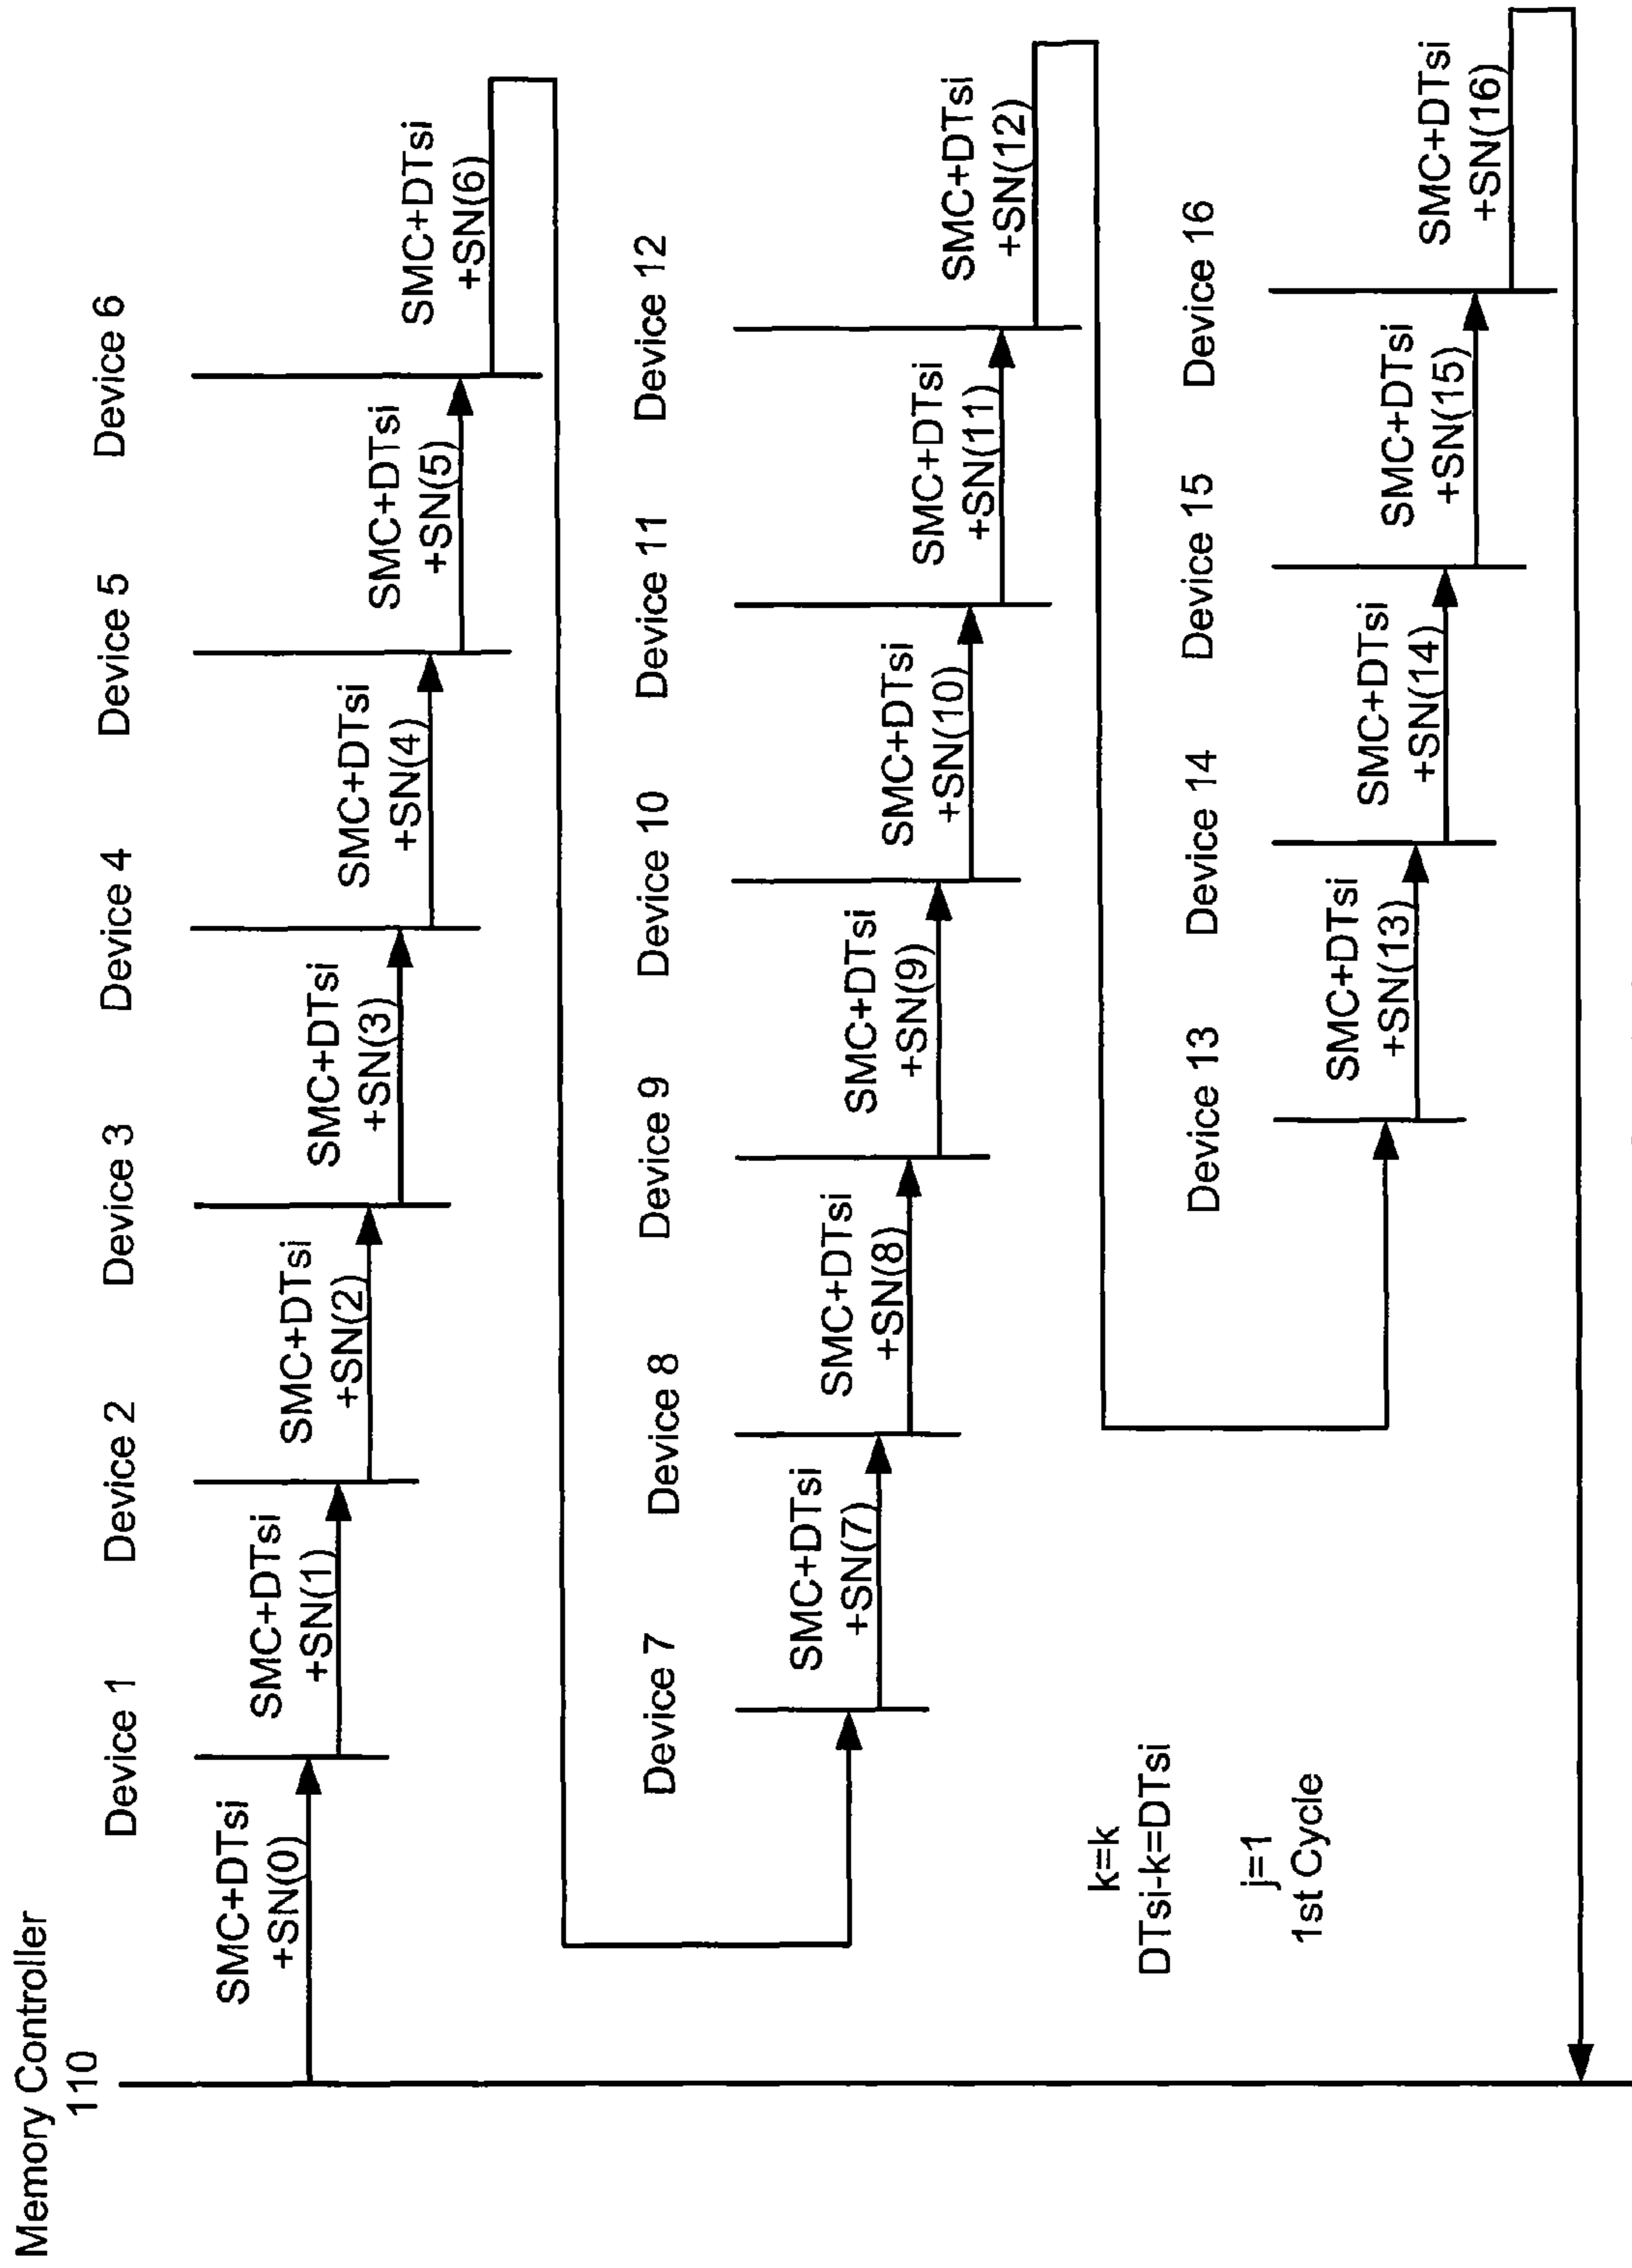 Memory Controller
110
Device 1
Device 2
Device 3
Device 4
Device 5
Device 6
SMC+DTsi
+SN(0)
SMC+DTsi
+SN(1)
SMC+DTsi
+SN(2)
SMC+DTsi
+SN(3)
SMC+DTsi
+SN(4)
SMC+DTsi
+SN(5)
SMC+DTsi
+SN(6)
Device 7
Device 8
Device 9
Device 10
Device 11
Device 12
SMC+DTsi
+SN(7)
SMC+DTsi
+SN(8)
SMC+DTsi
+SN(9)
SMC+DTsi
+SN(10)
SMC+DTsi
+SN(11)
SMC+DTsi
+SN(12)
Device 13
Device 14
Device 15
Device 16
SMC+DTsi
+SN(13)
SMC+DTsi
+SN(14)
SMC+DTsi
+SN(15)
SMC+DTsi
+SN(16)
k=k
DTsi-k=DTsi
j=1
1st Cycle